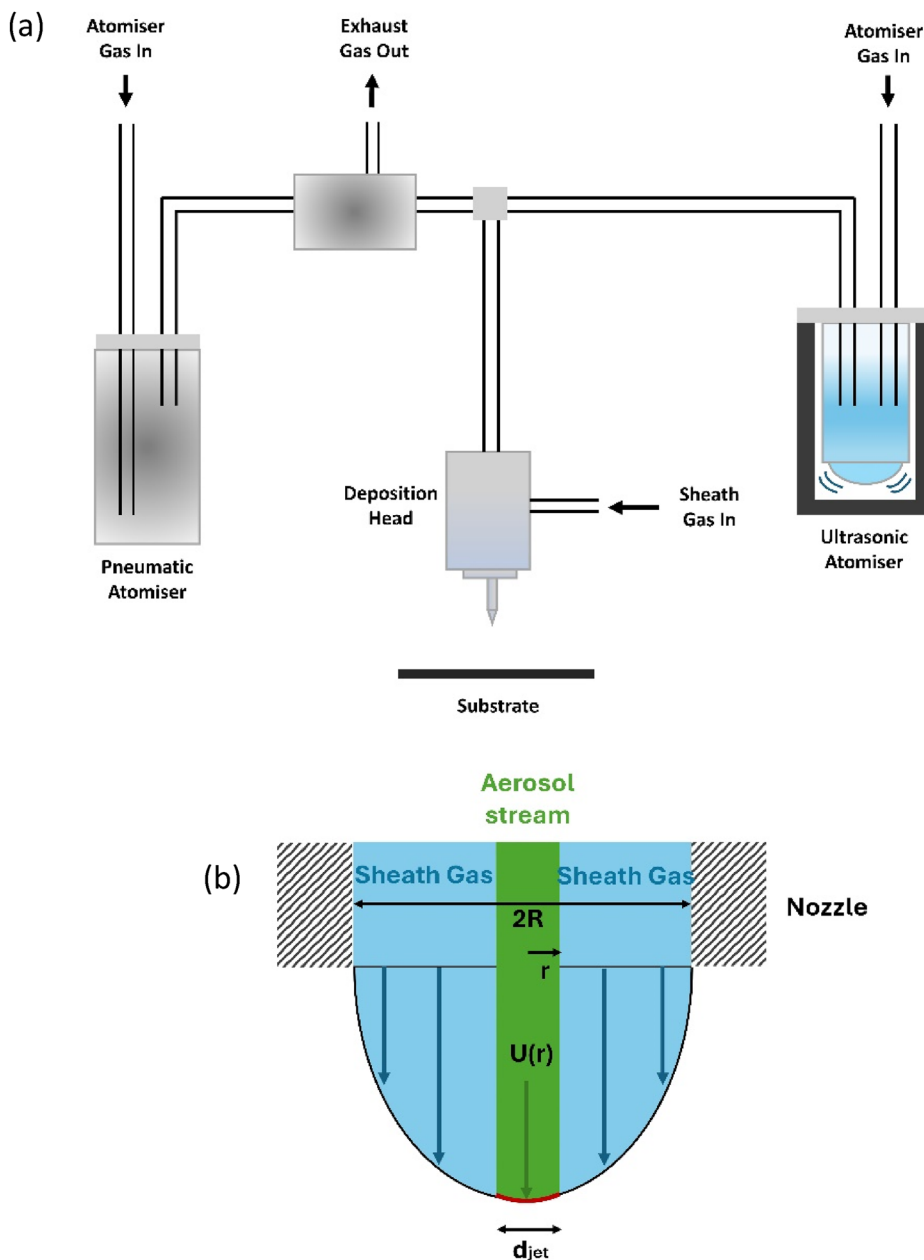 (a)
Atomiser
Gas In
Exhaust
Gas Out
Atomiser
Gas In
Deposition
Head
Sheath
Gas In
Pneumatic
Atomiser
Ultrasonic
Atomiser
Substrate
(b)
Aerosol
stream
Sheath Gas
Sheath Gas
Nozzle
2R
r
U(r)
djet